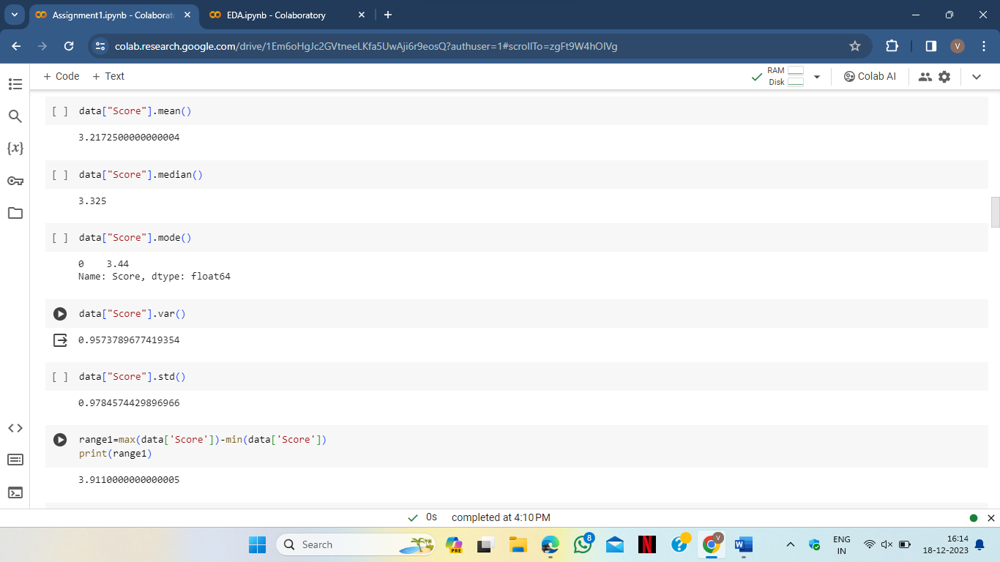 Assignment1.ipynb - Colaborat
EDA.ipynb - Colaboratory
colab.research.google.com/drive/1Em6oHgJc2GVtneeLKfa5UwAji6r9eosQ?authuser=1#scrollTo=zgFt9W4hOlVg
V
+ Code + Text
RAM
Disk
Colab AI
[ ] data["Score"].mean()
3.2172500000000004
[ ] data["Score"].median()
3.325
{x}
[ ] data["Score"].mode()
0    3.44
Name: Score, dtype: float64
data["Score"].var()
0.9573789677419354
[ ] data["Score"].std()
0.9784574429896966
range1=max(data['Score'])-min(data['Score'])
print(range1)
3.9110000000000005
0s completed at 4:10 PM
Search
PRE
8
N
?
V
W
ENG
IN
16:14
18-12-2023